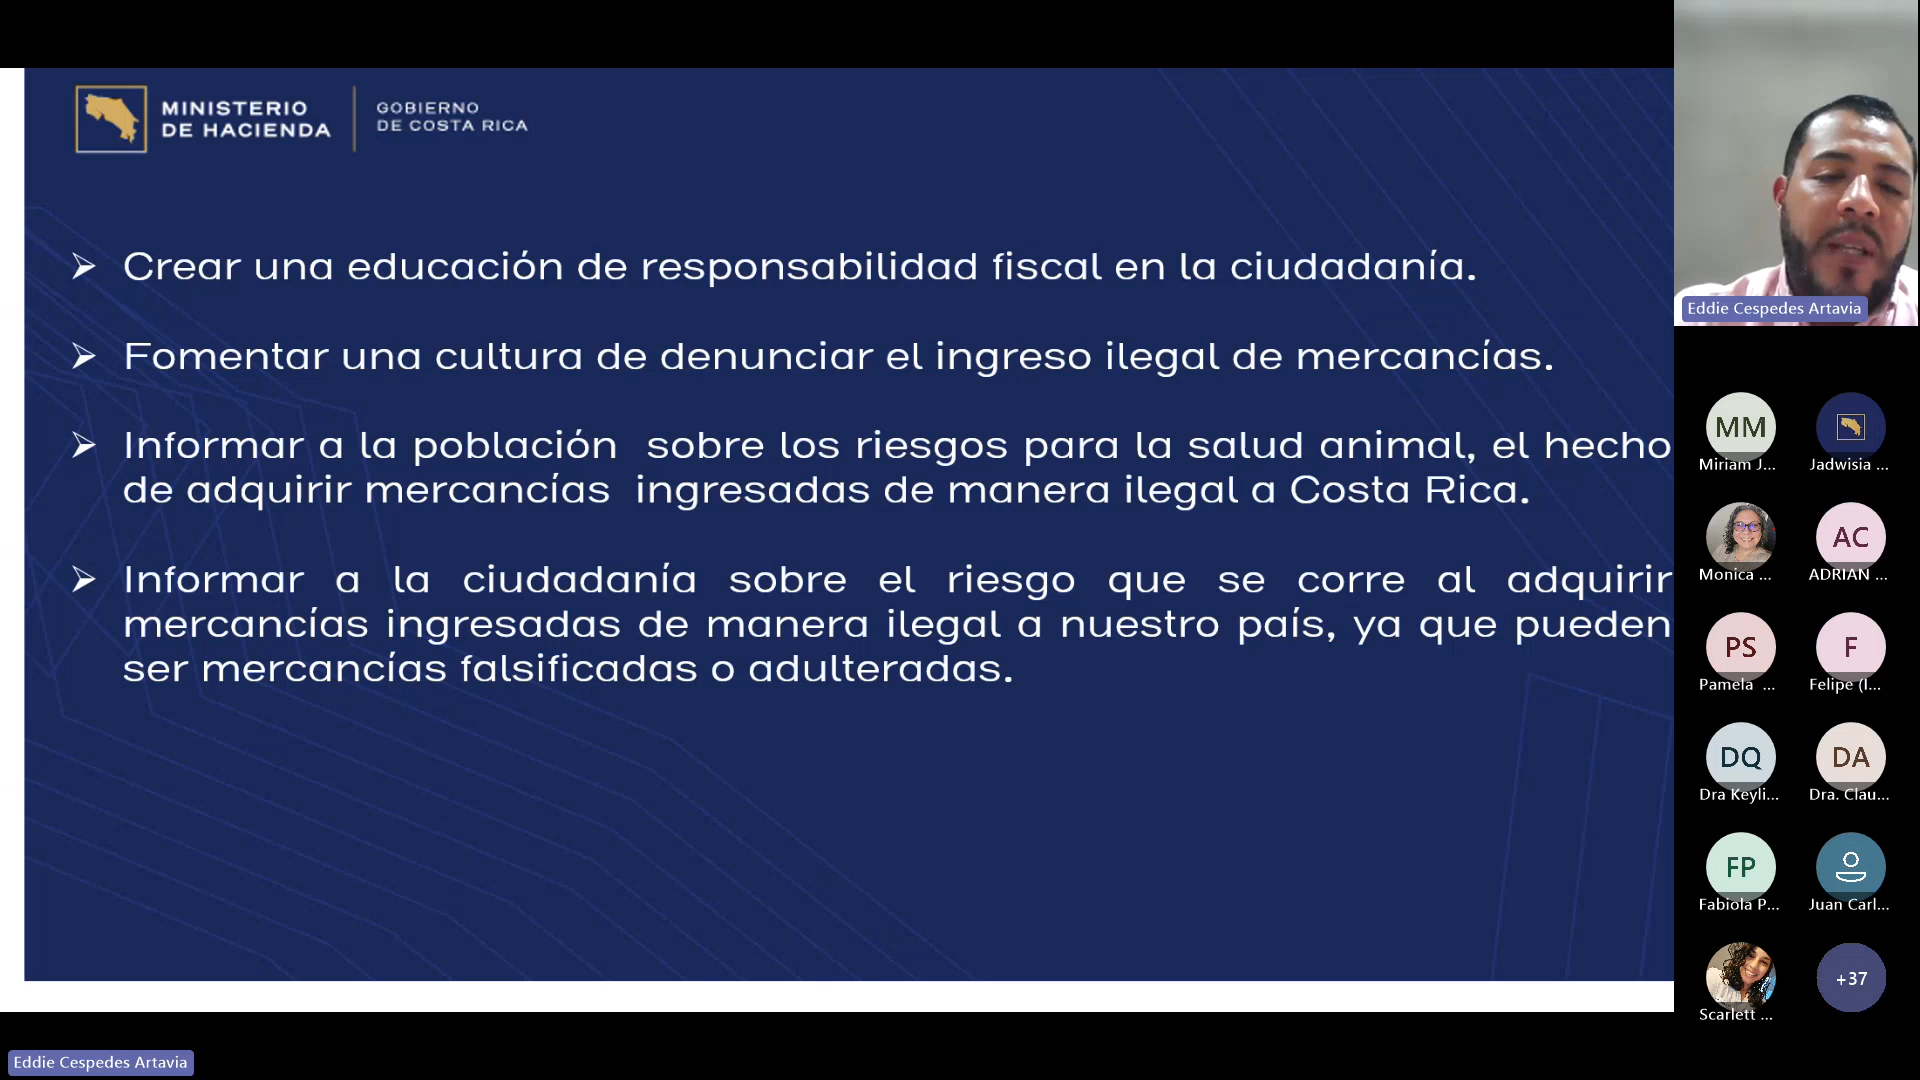 MINISTERIO
DE HACIENDA
GOBIERNO
DE COSTA RICA
➢ Crear una educación de responsabilidad fiscal en la ciudadanía.
➢ Fomentar una cultura de denunciar el ingreso ilegal de mercancías.
➢ Informar a la población  sobre los riesgos para la salud animal, el hecho
de adquirir mercancías  ingresadas de manera ilegal a Costa Rica.
➢ Informar a la ciudadanía sobre el riesgo que se corre al adquirir
mercancías ingresadas de manera ilegal a nuestro país, ya que pueden
ser mercancías falsificadas o adulteradas.
Eddie Cespedes Artavia
MM
Miriam J...
Jadwisia ...
Monica ...
AC
ADRIAN ...
PS
Pamela ...
F
Felipe (I...
DQ
Dra Keyli...
DA
Dra. Clau...
FP
Fabiola P...
Juan Carl...
Scarlett ...
+37
Eddie Cespedes Artavia